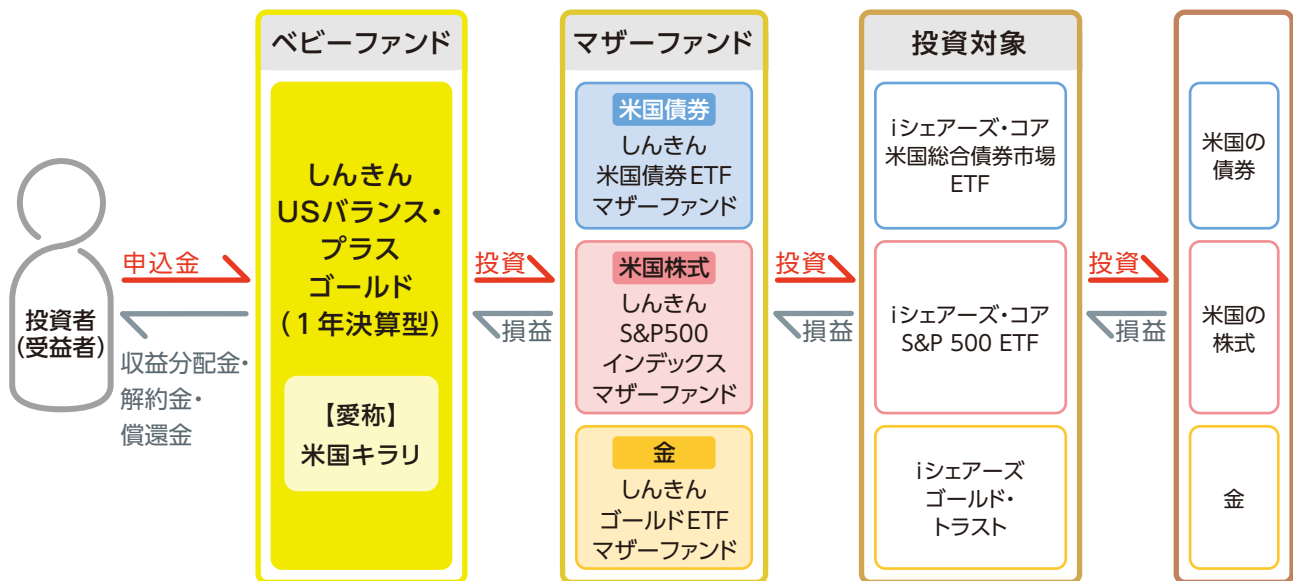 ベビーファンド
マザーファンド
投資対象
投資者
(受益者)
申込金
収益分配金・
解約金・
償還金
しんきん
USバランス・
プラス
ゴールド
(1年決算型)
【愛称】
米国キラリ
投資
損益
米国債券
しんきん
米国債券ETF
マザーファンド
米国株式
しんきん
S&P500
インデックス
マザーファンド
金
しんきん
ゴールドETF
マザーファンド
投資
損益
iシェアーズ・コア
米国総合債券市場
ETF
iシェアーズ・コア
S&P 500 ETF
iシェアーズ
ゴールド・
トラスト
投資
損益
米国の
債券
米国の
株式
金